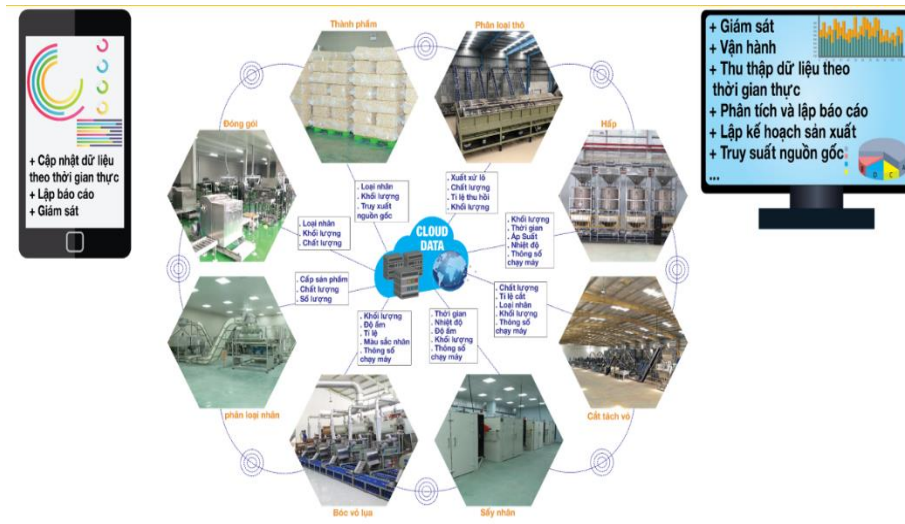 + Cập nhật dữ liệu
theo thời gian thực
+ Lập báo cáo
+ Giám sát
Thành phẩm
Phân loại thô
Đóng gói
Hấp
+ Giám sát
+ Vận hành
+ Thu thập dữ liệu theo
thời gian thực
+ Phân tích và lập báo cáo
+ Lập kế hoạch sản xuất
+ Truy suất nguồn gốc
...
D
C
. Loại nhân
. Khối lượng
. Truy xuất
nguồn gốc
. Xuất xứ lô
. Chất lượng
. Tỉ lệ thu hồi
. Khối lượng
. Loại nhân
. Khối lượng
. Chất lượng
CLOUD
DATA
. Khối lượng
. Thời gian
. Áp Suất
. Nhiệt độ
. Thông số
chạy máy
. Cấp sản phẩm
. Chất lượng
. Số lượng
. Chất lượng
. Tỉ lệ cắt
. Loại nhân
. Khối lượng
. Thông số
chạy máy
. Khối lượng
. Độ ẩm
. Tỉ lệ
. Màu sắc nhân
. Thông số
chạy máy
. Thời gian
. Nhiệt độ
. Độ ẩm
. Khối lượng
. Thông số
chạy máy
phân loại nhân
Cắt tách vỏ
Bóc vỏ lụa
Sấy nhân